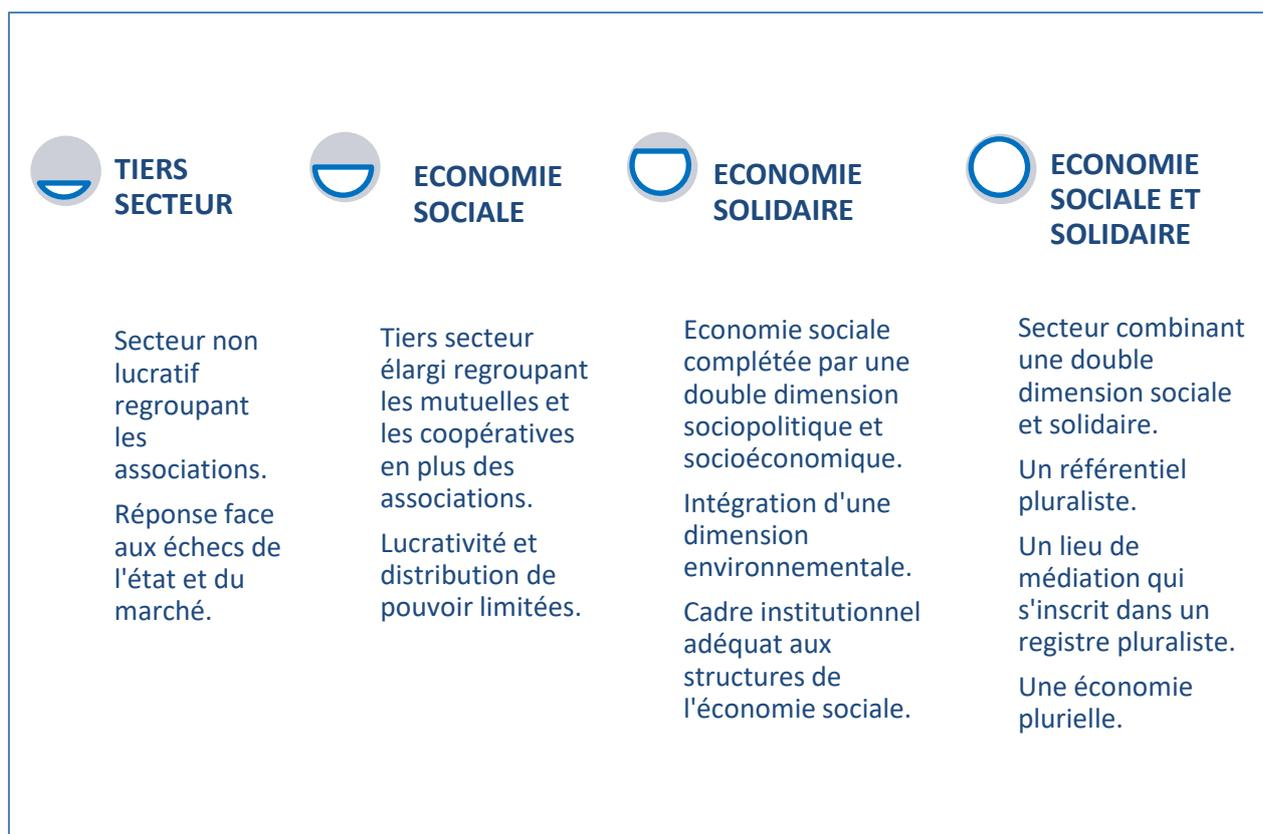 TIERS
SECTEUR
Secteur non
lucratif
regroupant
les
associations.
Réponse face
aux échecs de
l'état et du
marché.
ECONOMIE
SOCIALE
Tiers secteur
élargi regroupant
les mutuelles et
les coopératives
en plus des
associations.
Lucrativité et
distribution de
pouvoir limitées.
ECONOMIE
SOLIDAIRE
Economie sociale
complétée par une
double dimension
sociopolitique et
socioéconomique.
Intégration d'une
dimension
environnementale.
Cadre institutionnel
adéquat aux
structures de
l'économie sociale.
ECONOMIE
SOCIALE ET
SOLIDAIRE
Secteur combinant
une double
dimension sociale
et solidaire.
Un référentiel
pluraliste.
Un lieu de
médiation qui
s'inscrit dans un
registre pluraliste.
Une économie
plurielle.